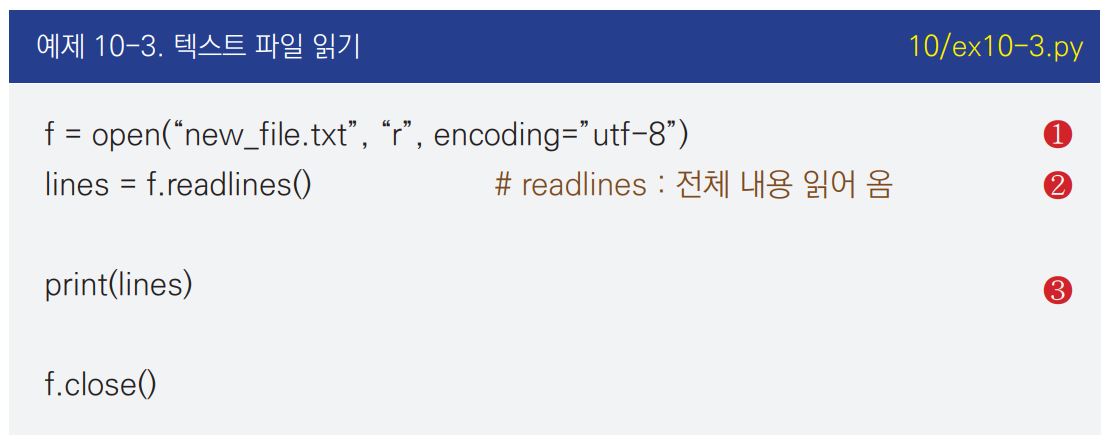 예제 10-3. 텍스트 파일 읽기 10/ex10-3.py
f = open(“new_file.txt”, “r”, encoding=”utf-8”) ❶
lines = f.readlines() # readlines : 전체 내용 읽어 옴 ❷
print(lines) ❸
f.close()